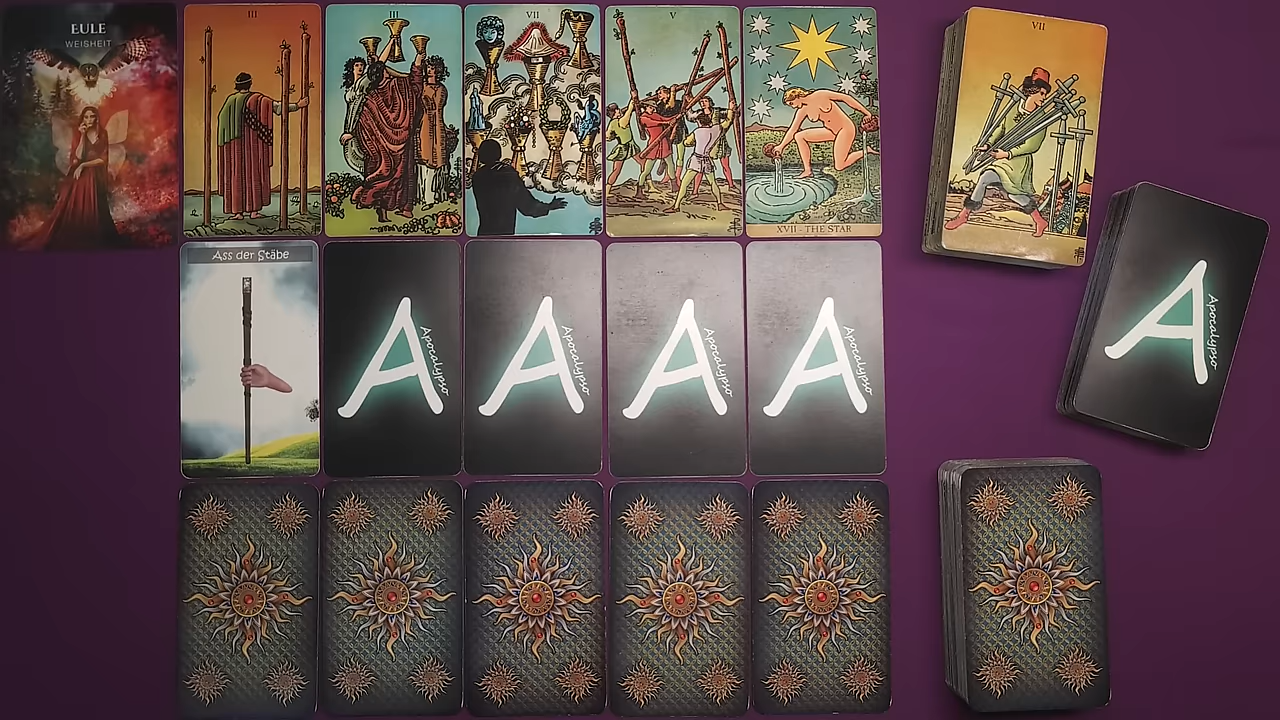 EULE
WEISHEIT
III
III
VII
V
XVII - THE STAR
VII
Ass der Stäbe
A
Apocalypso
A
Apocalypso
A
Apocalypso
A
Apocalypso
A
Apocalypso